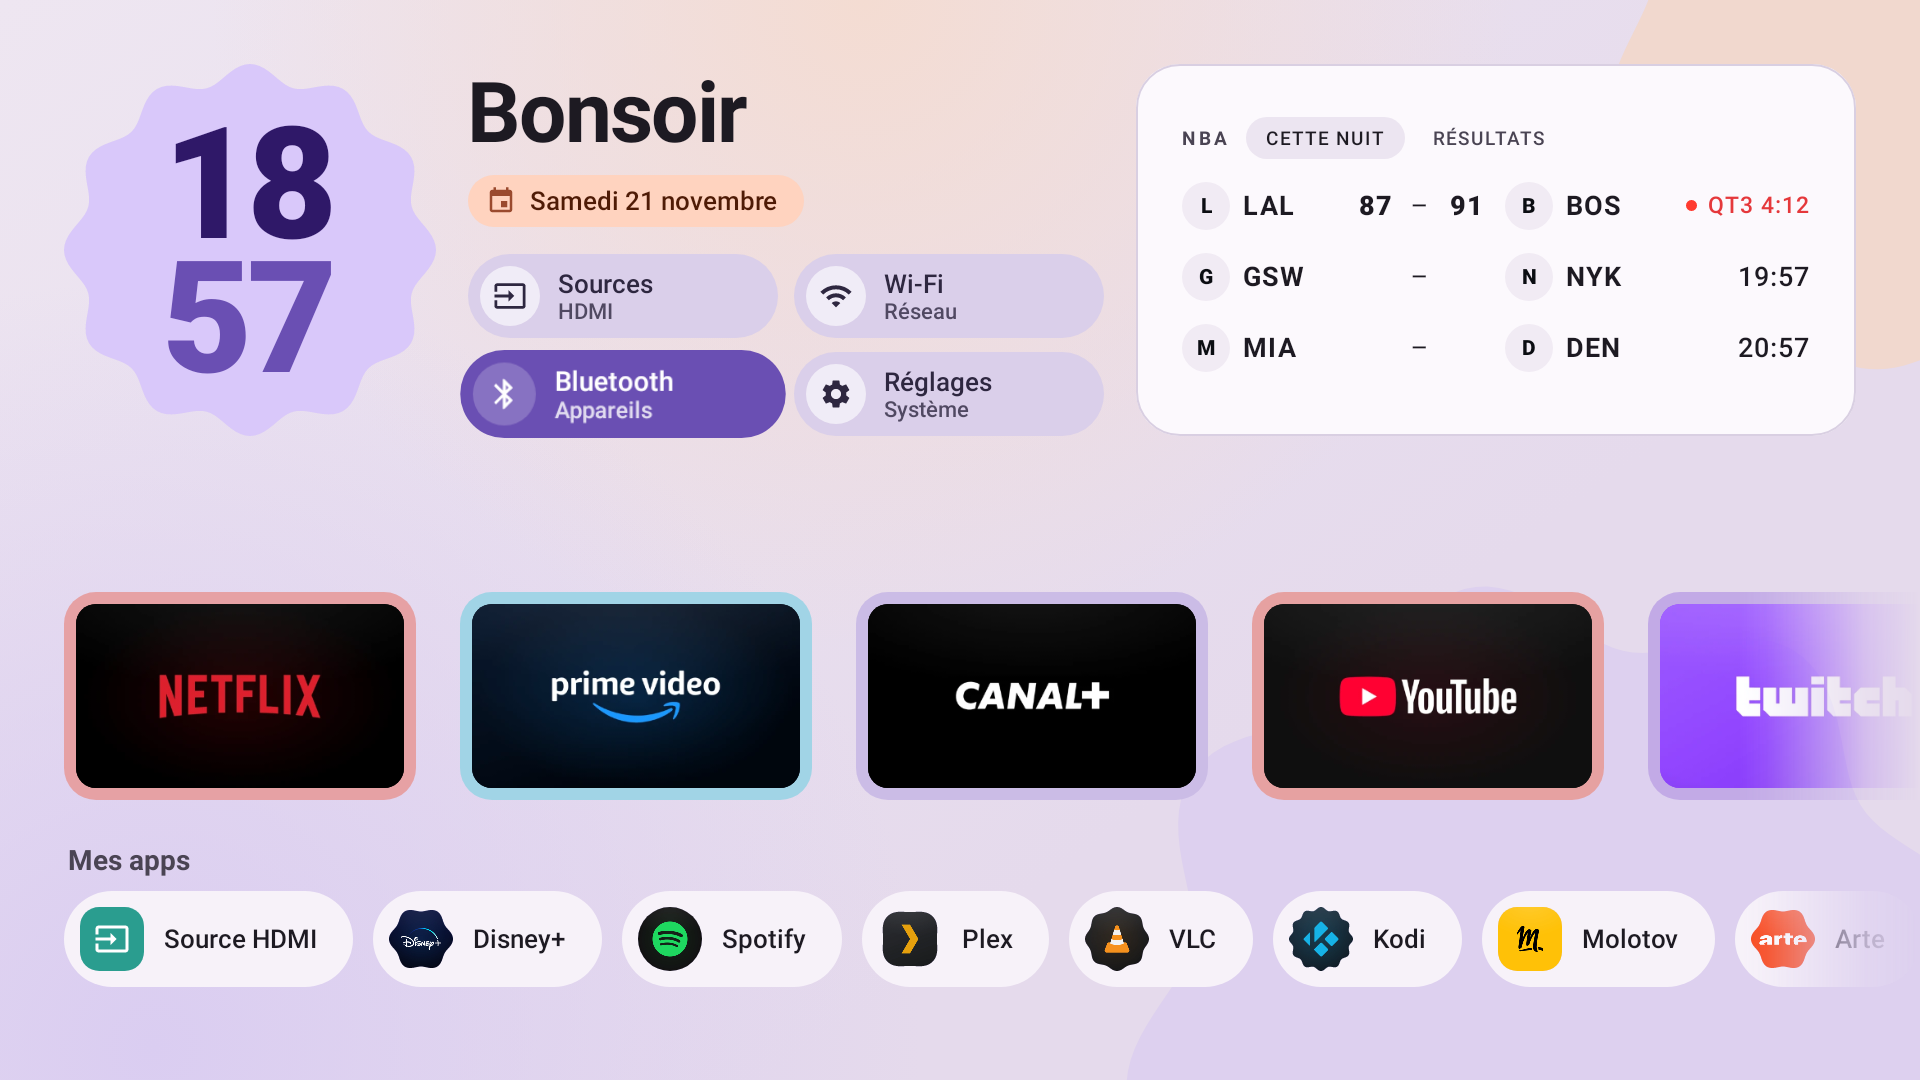 18
57
Bonsoir
Samedi 21 novembre
Sources
HDMI
Wi-Fi
Réseau
Bluetooth
Appareils
Réglages
Système
NBA CETTE NUIT RÉSULTATS
L LAL 87 – 91 B BOS QT3 4:12
G GSW – N NYK 19:57
M MIA – D DEN 20:57
NETFLIX
prime video
CANAL+
YouTube
twitch
Mes apps
Source HDMI
Disney+ Disney+
Spotify
Plex
VLC
Kodi
M. Molotov
arte Arte